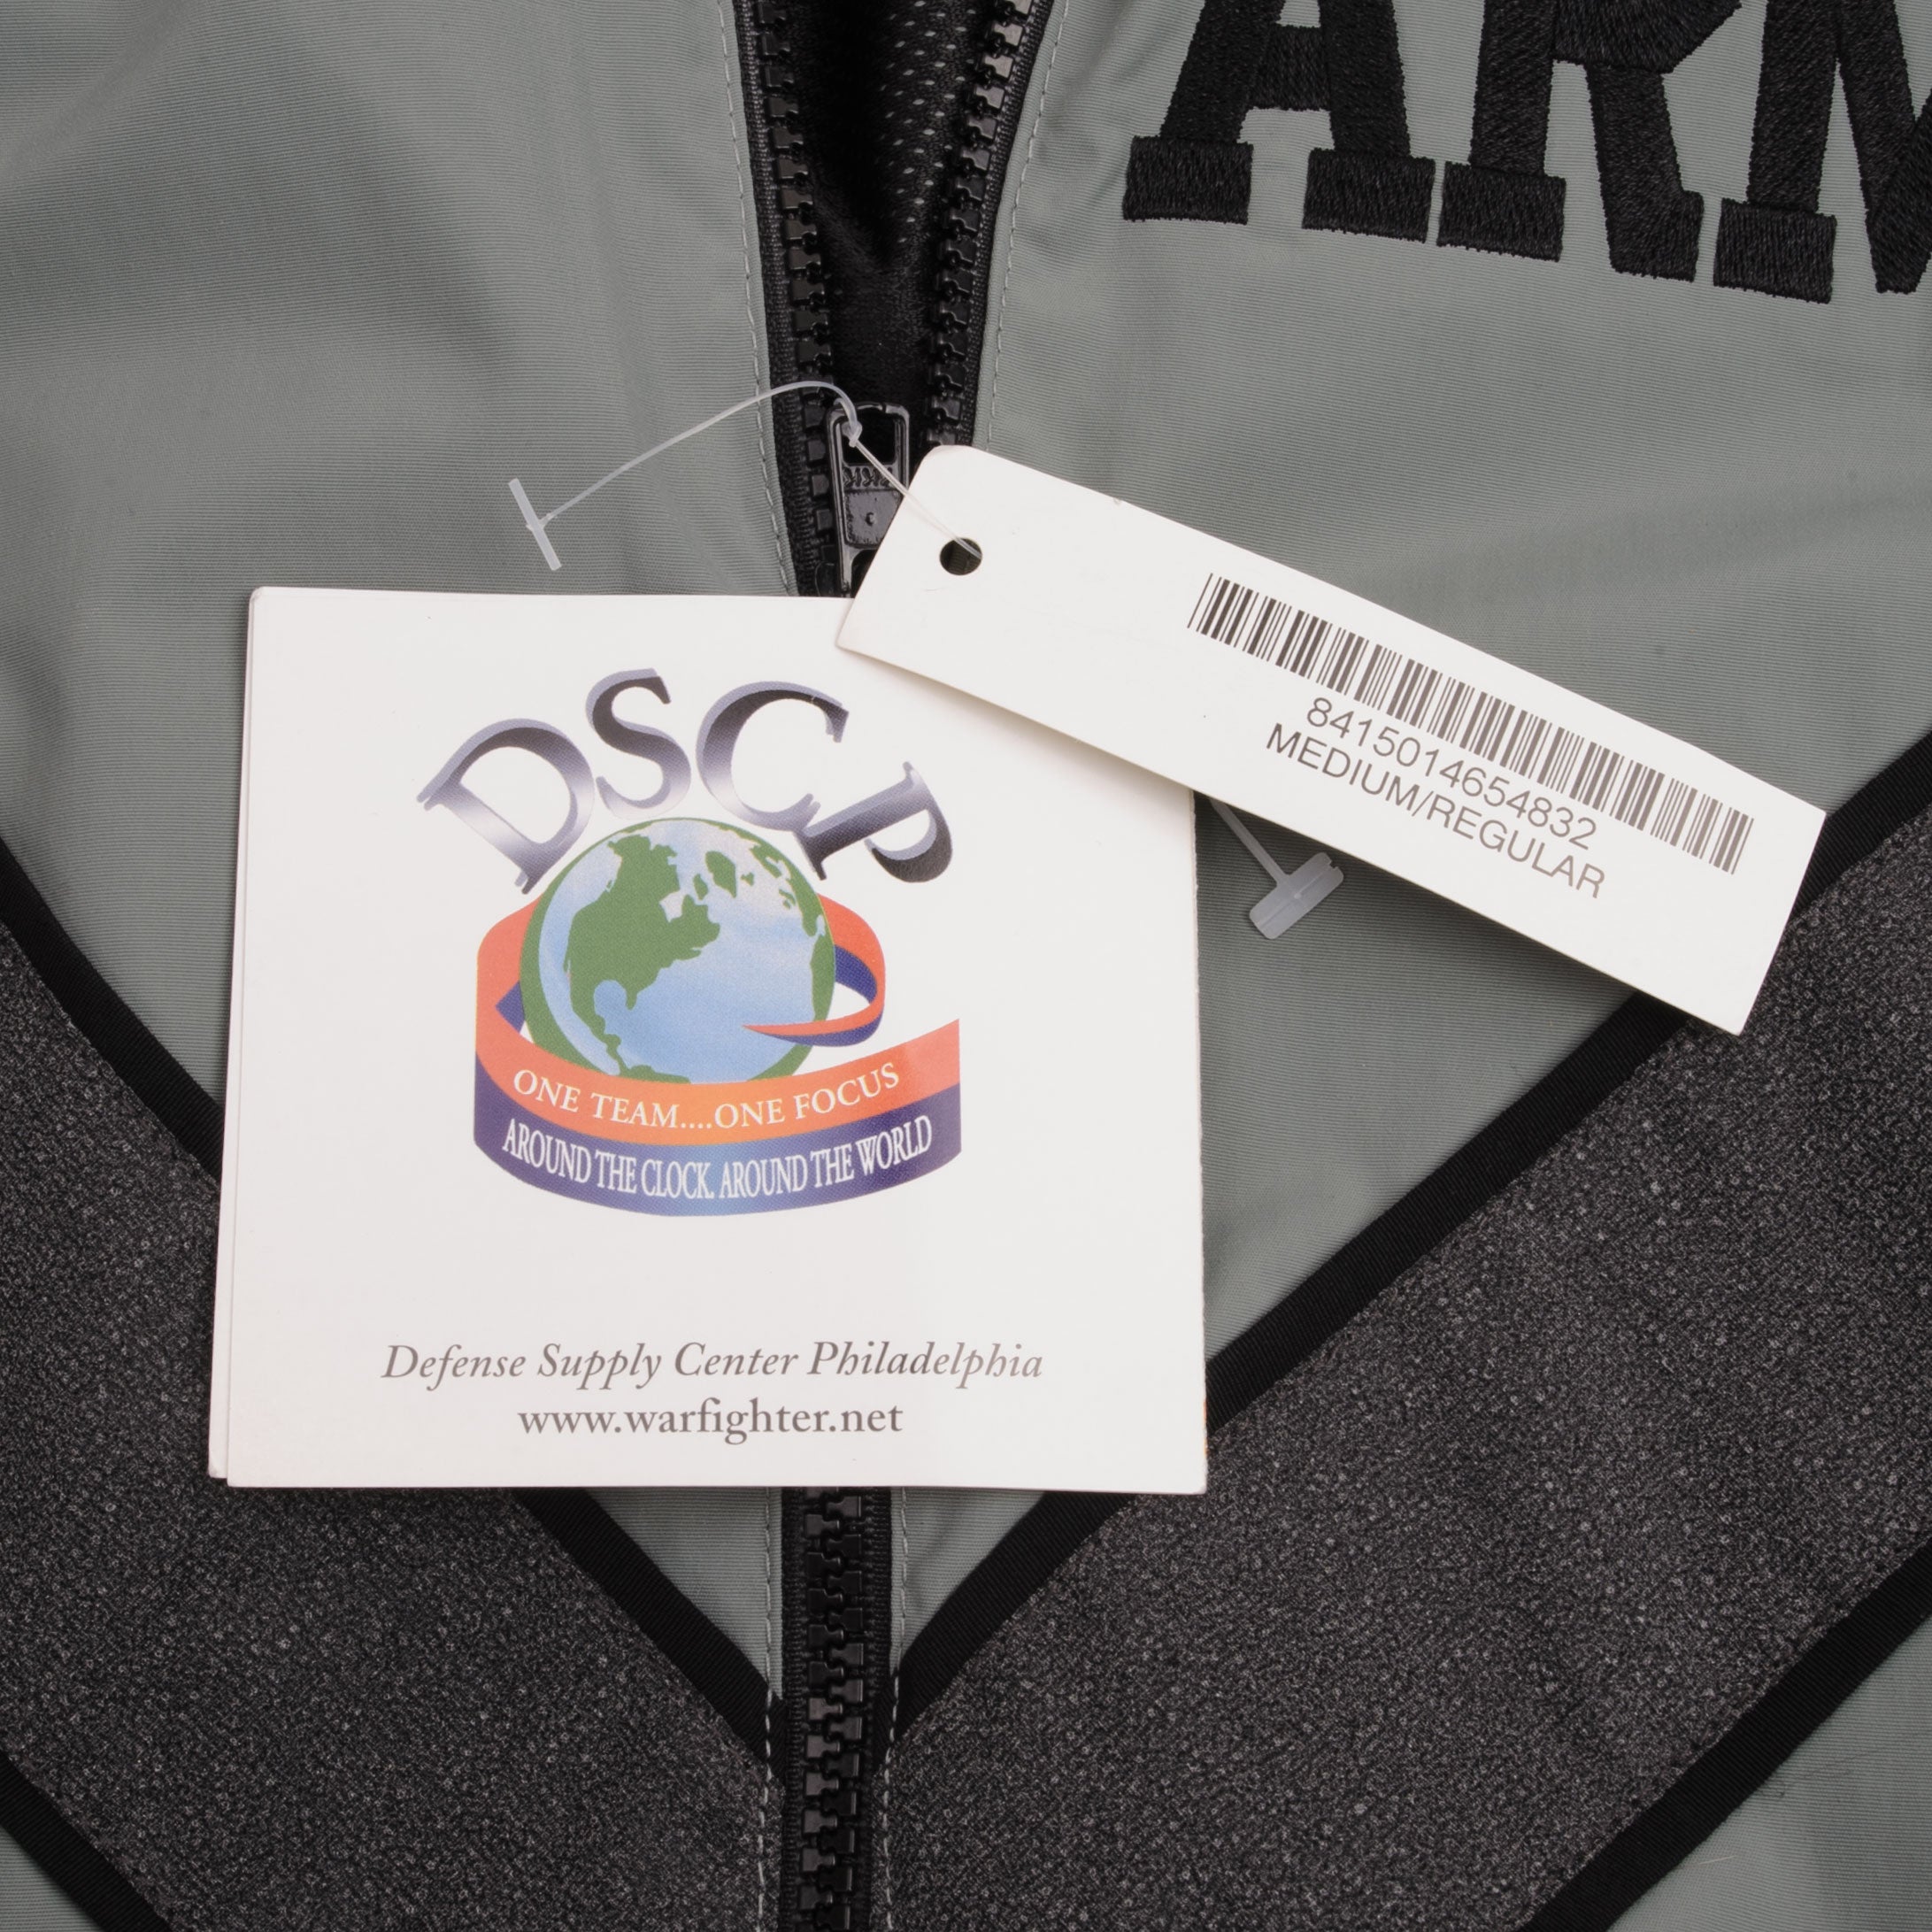 ARM
8415014654832
MEDIUM/REGULAR
DSCP
ONE TEAM....ONE FOCUS
AROUND THE CLOCK. AROUND THE WORLD
Defense Supply Center Philadelphia
www.warfighter.net